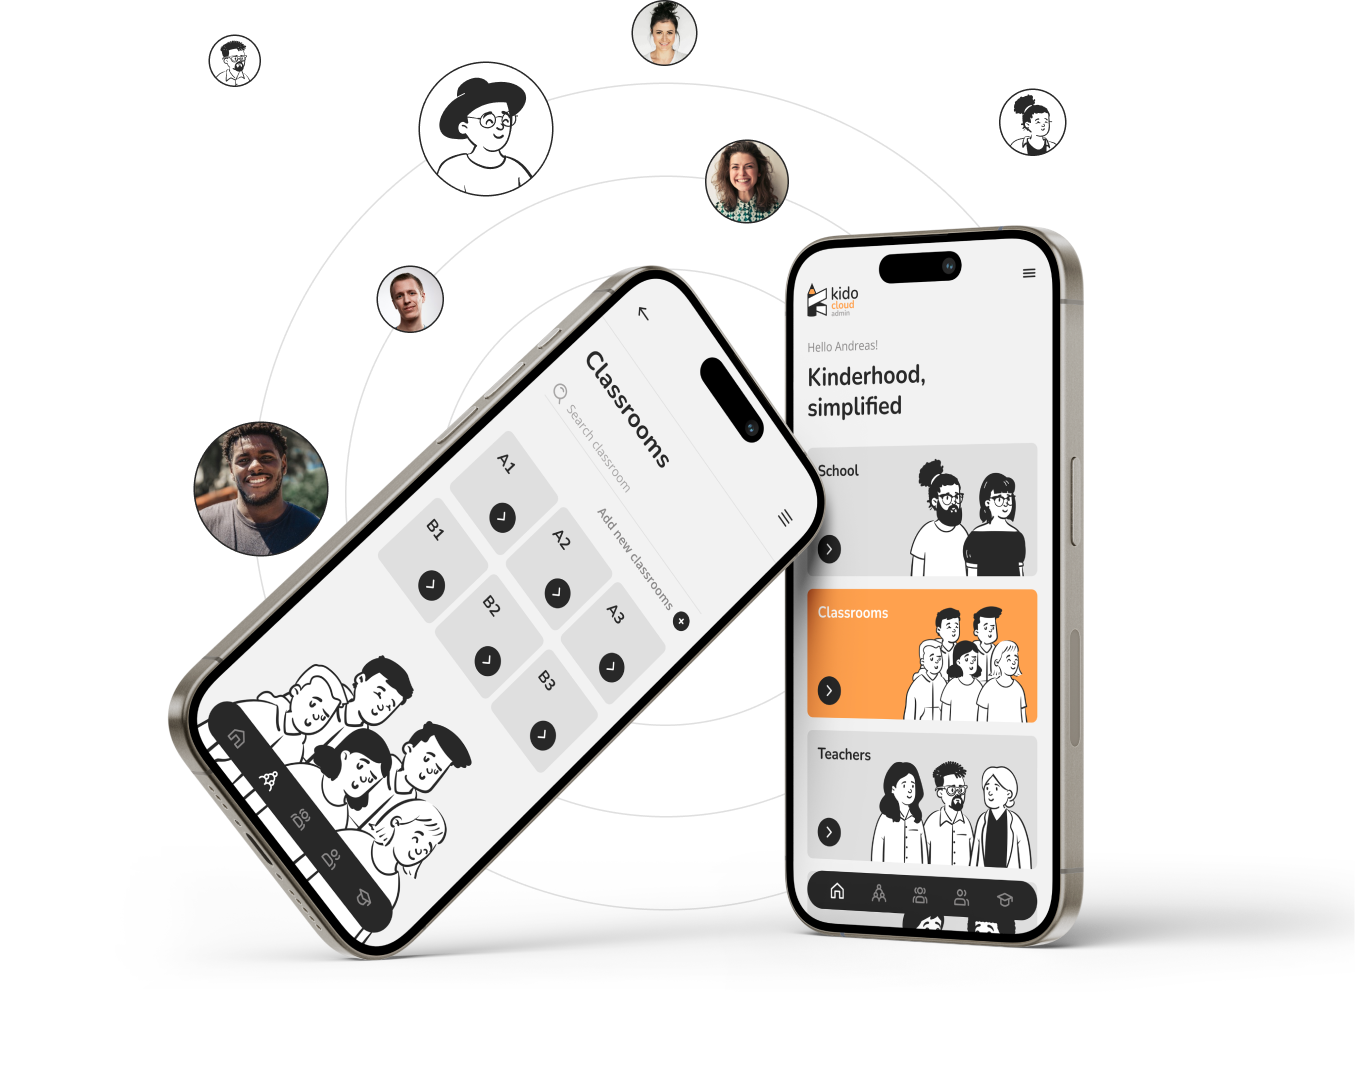 kido
cloud
admin
Hello Andreas!
Kinderhood,
simplified
School
Classrooms
Teachers
Classrooms
Search classroom
Add new classrooms
A1
A2
A3
B1
B2
B3